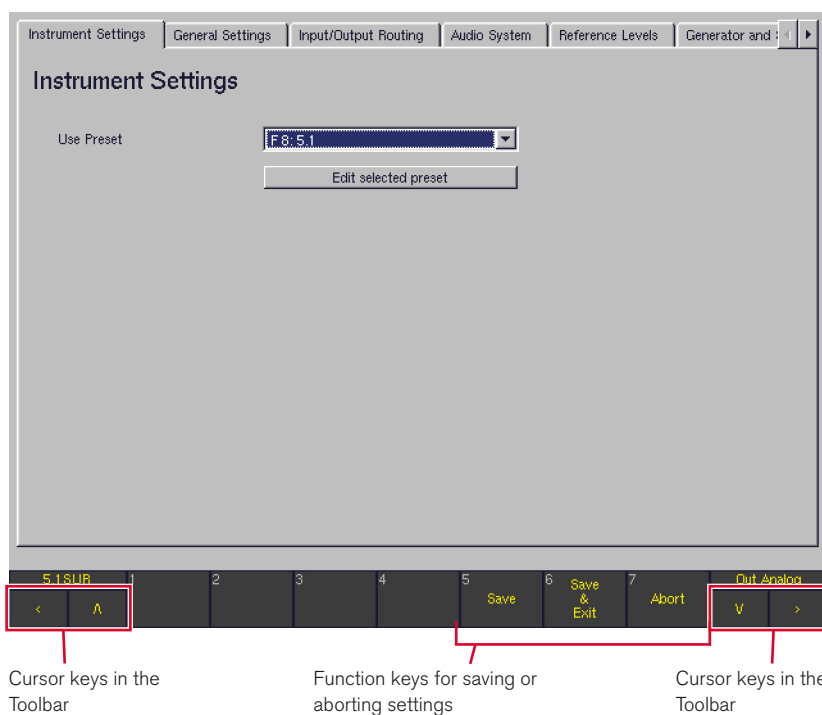 Instrument Settings General Settings Input/Output Routing Audio System Reference Levels Generator and
Instrument Settings
Use Preset F 8: 5.1
Edit selected preset
5.1SUB 1 2 3 4 5 6 7 Out Analog
< Λ Save Save & Exit Abort V >
Cursor keys in the
Toolbar
Function keys for saving or
aborting settings
Cursor keys in the
Toolbar